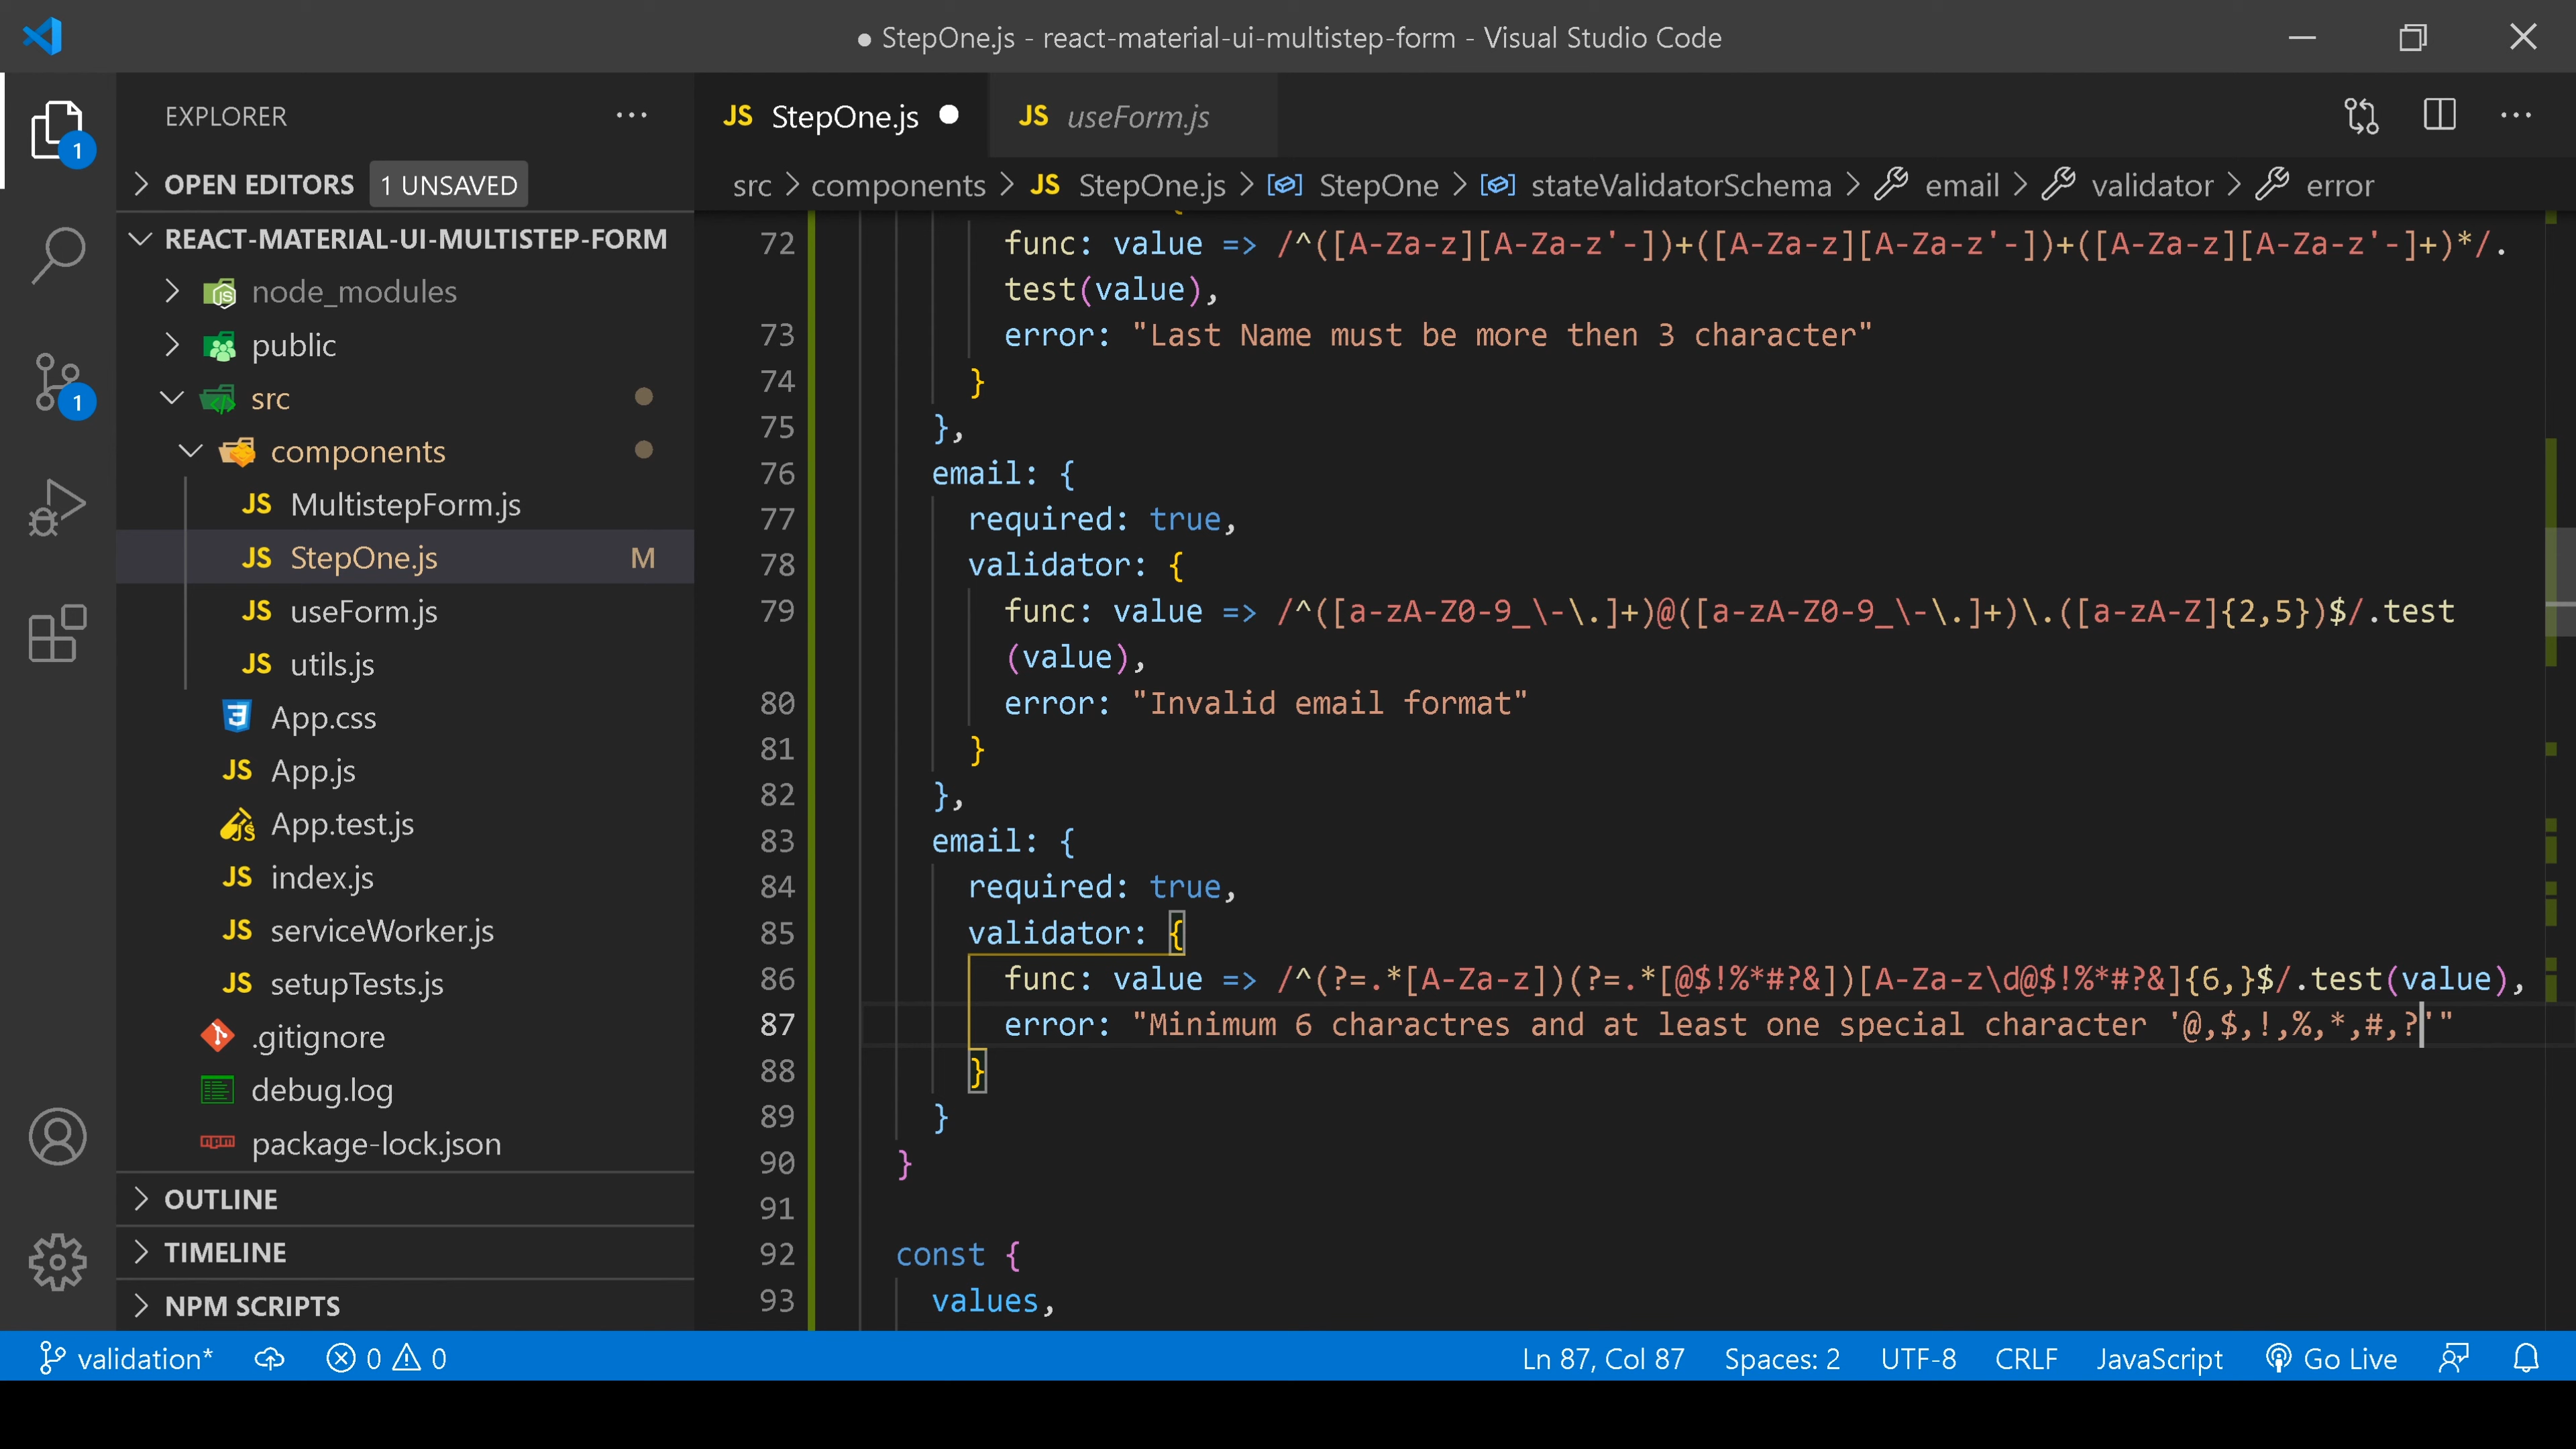 ● StepOne.js - react-material-ui-multistep-form - Visual Studio Code
EXPLORER
OPEN EDITORS 1 UNSAVED
REACT-MATERIAL-UI-MULTISTEP-FORM
node_modules
public
src
components
JS MultistepForm.js
JS StepOne.js M
JS useForm.js
JS utils.js
App.css
JS App.js
App.test.js
JS index.js
JS serviceWorker.js
JS setupTests.js
.gitignore
debug.log
package-lock.json
OUTLINE
TIMELINE
NPM SCRIPTS
1
1
JS StepOne.js ● JS useForm.js
src > components > JS StepOne.js > StepOne > stateValidatorSchema > email > validator > error
72 func: value => /^([A-Za-z][A-Za-z'-])+([A-Za-z][A-Za-z'-])+([A-Za-z][A-Za-z'-]+)*/.
test(value),
73 error: "Last Name must be more then 3 character"
74 }
75 },
76 email: {
77 required: true,
78 validator: {
79 func: value => /^([a-zA-Z0-9_\-\.]+)@([a-zA-Z0-9_\-\.]+)\.([a-zA-Z]{2,5})$/.test
(value),
80 error: "Invalid email format"
81 }
82 },
83 email: {
84 required: true,
85 validator: {
86 func: value => /^(?=.*[A-Za-z])(?=.*[@$!%*#?&])[A-Za-z\d@$!%*#?&]{6,}$/.test(value),
87 error: "Minimum 6 charactres and at least one special character '@,$,!,%,*,#,?'"
88 }
89 }
90 }
91
92 const {
93 values,
validation* 0 0 Ln 87, Col 87 Spaces: 2 UTF-8 CRLF JavaScript Go Live